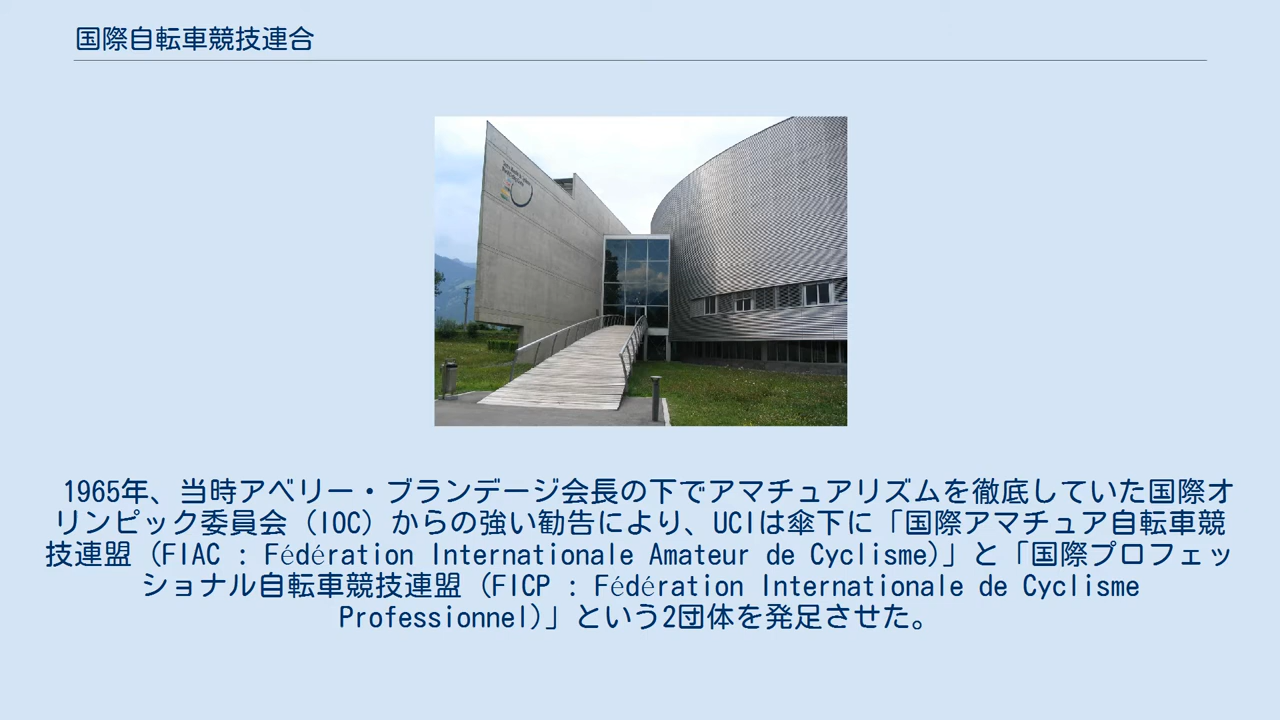 国際自転車競技連合
1965年、当時アベリー・ブランデージ会長の下でアマチュアリズムを徹底していた国際オ
リンピック委員会（IOC）からの強い勧告により、UCIは傘下に「国際アマチュア自転車競
技連盟（FIAC : Fédération Internationale Amateur de Cyclisme)」と「国際プロフェッ
ショナル自転車競技連盟（FICP : Fédération Internationale de Cyclisme
Professionnel)」という2団体を発足させた。